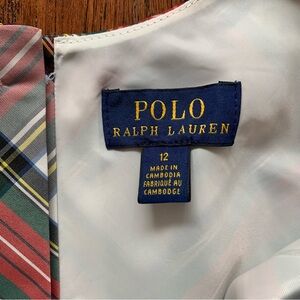 POLO
RALPH LAUREN
12
MADE IN
CAMBODIA
FABRIQUÉ AU
CAMBODGE